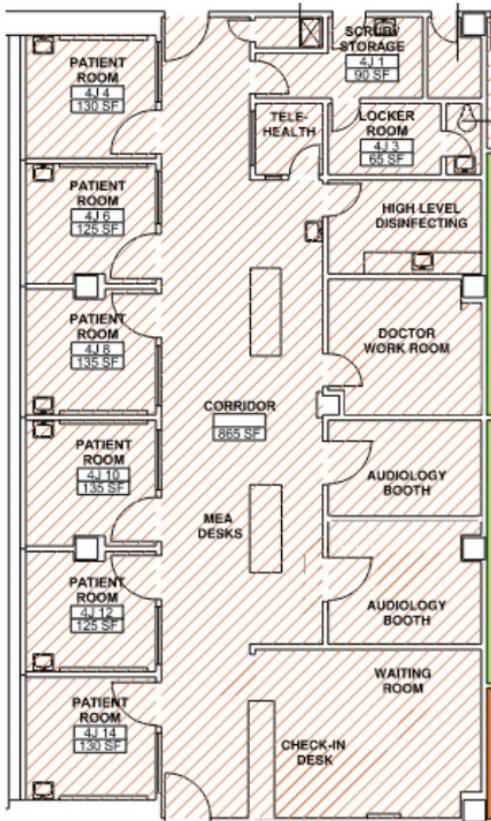 SCRUB/
STORAGE
4J 1
90 SF
PATIENT
ROOM
4J 4
130 SF
TELE-
HEALTH
LOCKER
ROOM
4J 3
65 SF
PATIENT
ROOM
4J 6
125 SF
HIGH LEVEL
DISINFECTING
PATIENT
ROOM
4J 8
135 SF
DOCTOR
WORK ROOM
CORRIDOR
865 SF
PATIENT
ROOM
4J 10
135 SF
AUDIOLOGY
BOOTH
MEA
DESKS
PATIENT
ROOM
4J 12
125 SF
AUDIOLOGY
BOOTH
WAITING
ROOM
PATIENT
ROOM
4J 14
130 SF
CHECK-IN
DESK